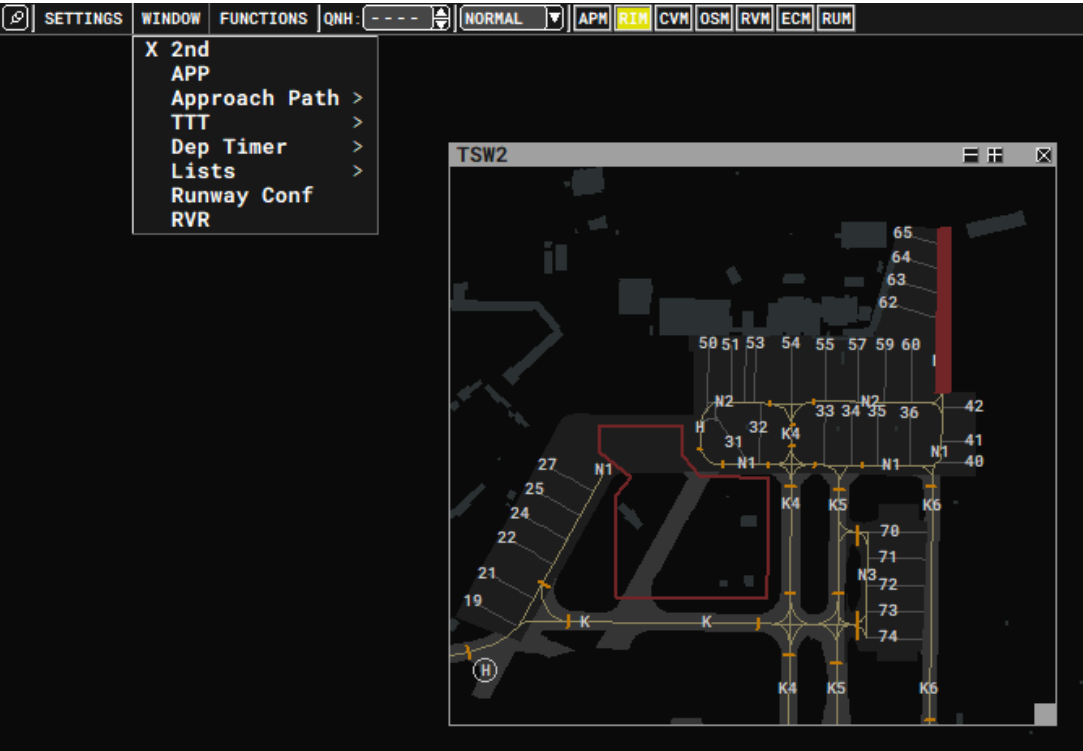 SETTINGS WINDOW FUNCTIONS QNH: ---- NORMAL APM RIM CVM OSM RVM ECM RUM
X 2nd
APP
Approach Path >
TTT >
Dep Timer >
Lists >
Runway Conf
RVR
TSW2
65
64
63
62
50 51 53 54 55 57 59 60
N2 N2
33 34 35 36 42
H 32 K4
31 41
N1 N1 N1 40
27 N1
25
24 K4 K5 K6
22 70
71
21 N3 72
19 73
K K 74
H
K4 K5 K6